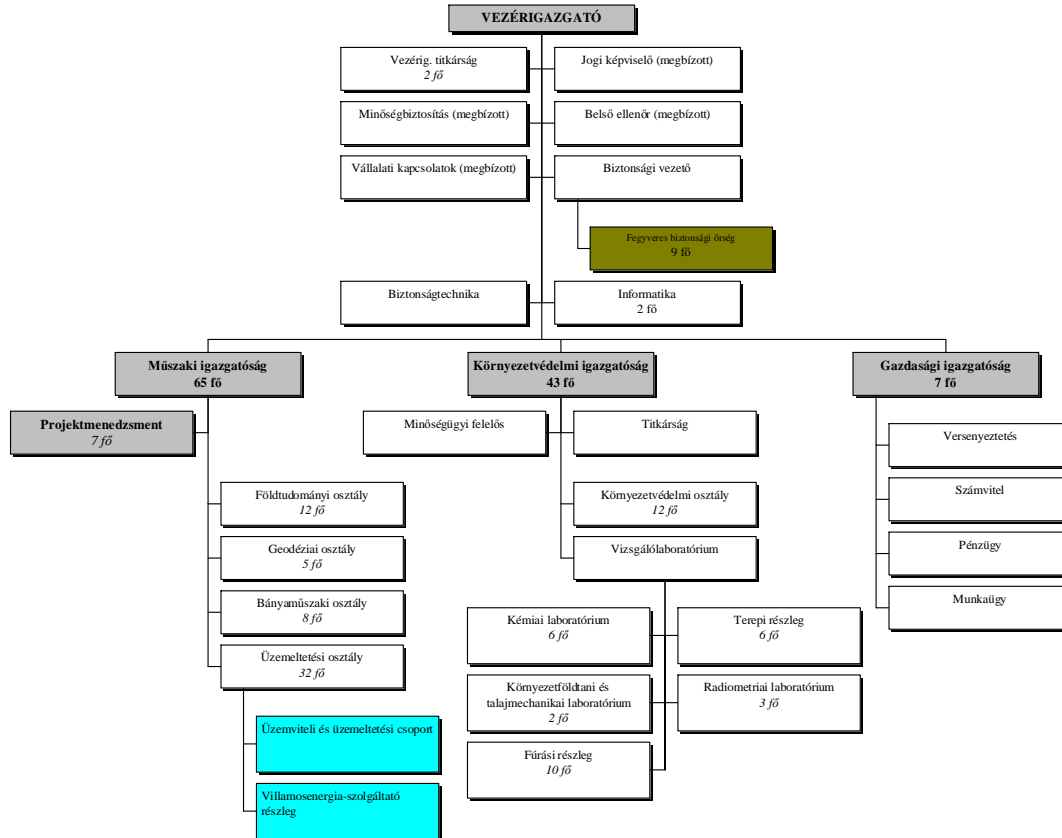 VEZÉRIGAZGATÓ
Vezérig. titkárság
2 fő
Jogi képviselő (megbízott)
Minőségbiztosítás (megbízott)
Belső ellenőr (megbízott)
Vállalati kapcsolatok (megbízott)
Biztonsági vezető
Fegyveres biztonsági őrség
9 fő
Biztonságtechnika
Informatika
2 fő
Műszaki igazgatóság
65 fő
Környezetvédelmi igazgatóság
43 fő
Gazdasági igazgatóság
7 fő
Projektmenedzsment
7 fő
Földtudományi osztály
12 fő
Geodéziai osztály
5 fő
Bányaműszaki osztály
8 fő
Üzemeltetési osztály
32 fő
Üzemviteli és üzemeltetési csoport
Villamosenergia-szolgáltató
részleg
Minőségügyi felelős
Titkárság
Környezetvédelmi osztály
12 fő
Vizsgálólaboratórium
Kémiai laboratórium
6 fő
Terepi részleg
6 fő
Környezetföldtani és
talajmechanikai laboratórium
2 fő
Radiometriai laboratórium
3 fő
Fúrási részleg
10 fő
Versenyeztetés
Számvitel
Pénzügy
Munkaügy